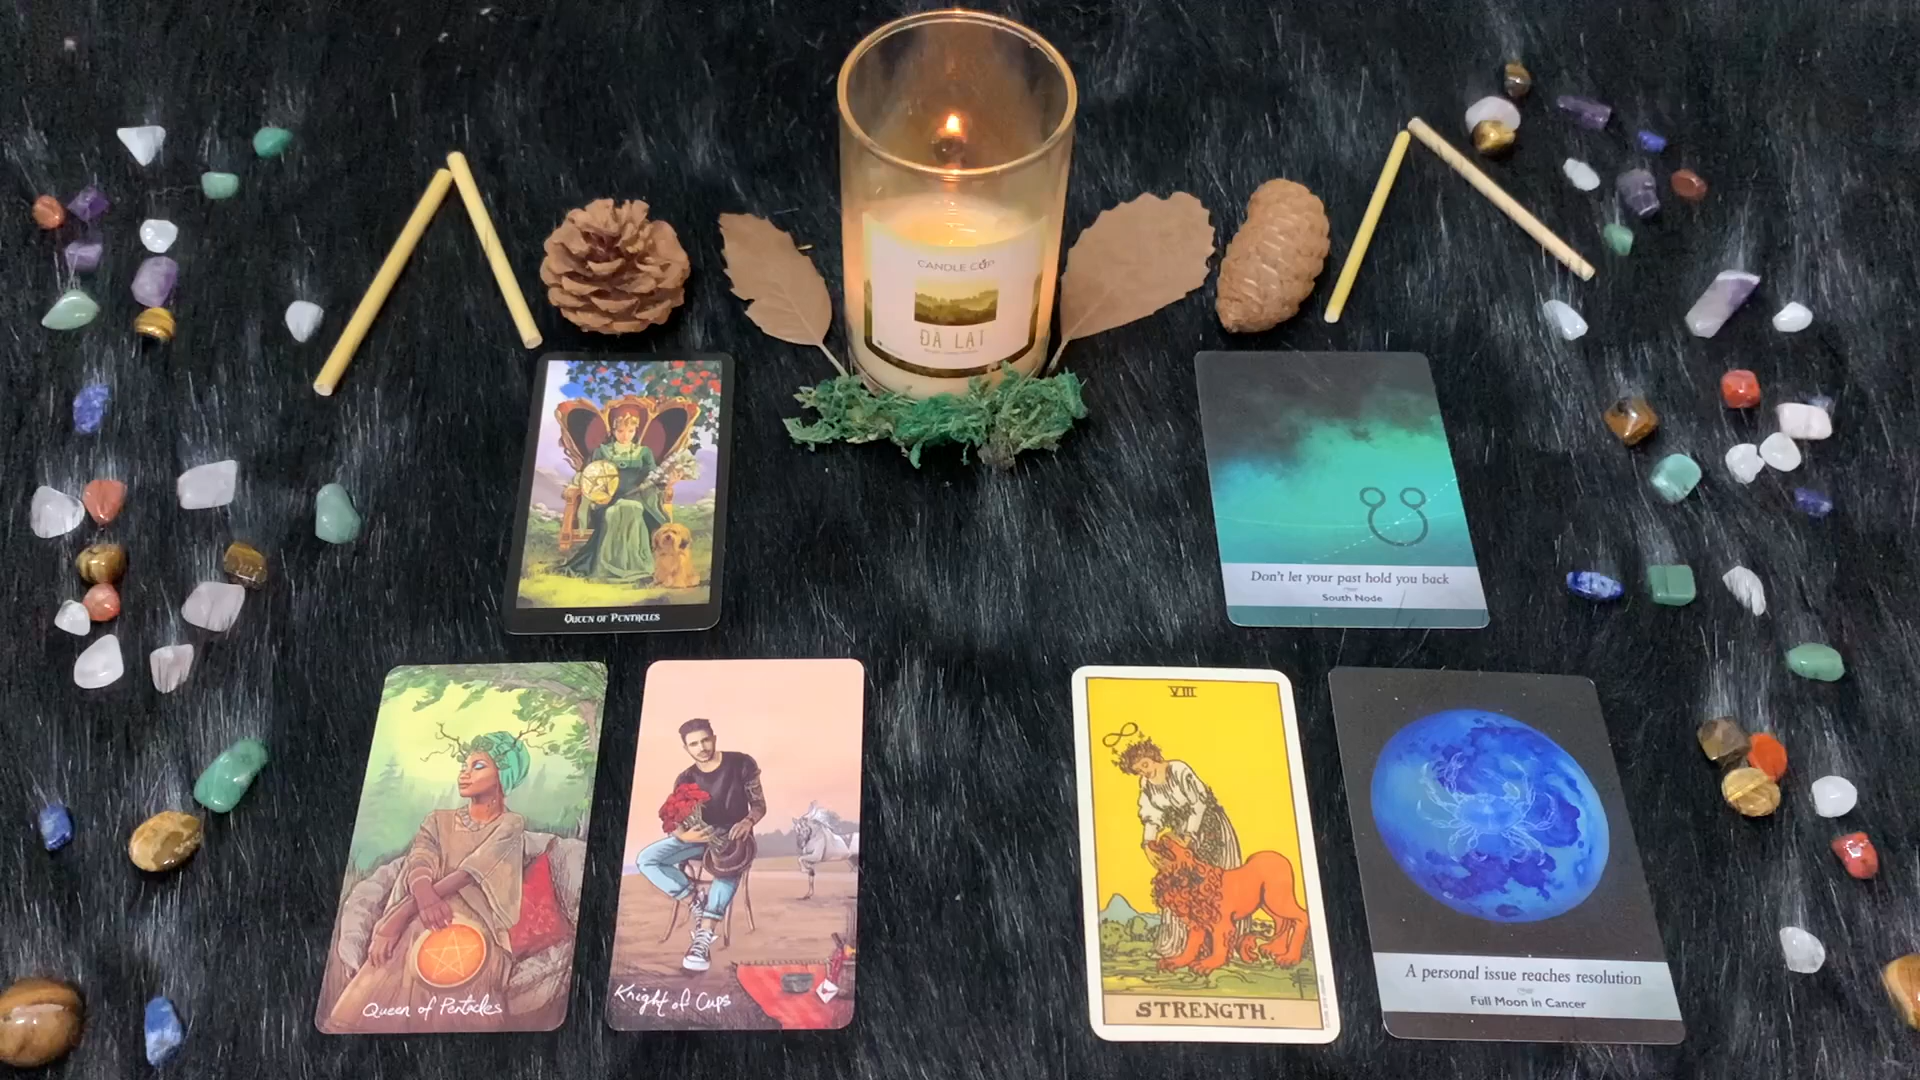 CANDLE CUP
ĐÀ LẠT
QUEEN OF PENTACLES
Don't let your past hold you back
South Node
Queen of Pentacles
Knight of Cups
VIII
STRENGTH.
A personal issue reaches resolution
Full Moon in Cancer